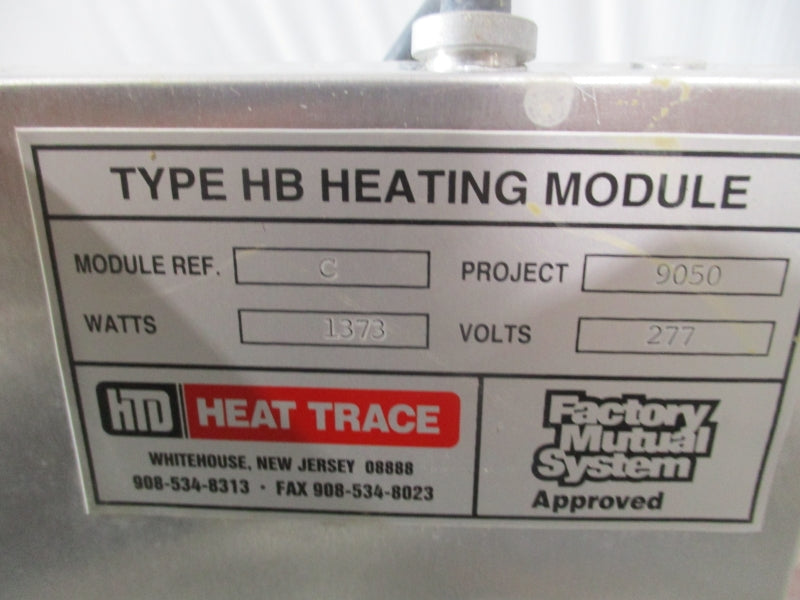 TYPE HB HEATING MODULE
MODULE REF. C PROJECT 9050
WATTS 1373 VOLTS 277
HTD HEAT TRACE
WHITEHOUSE, NEW JERSEY 08888
908-534-8313 · FAX 908-534-8023
Factory
Mutual
System
Approved